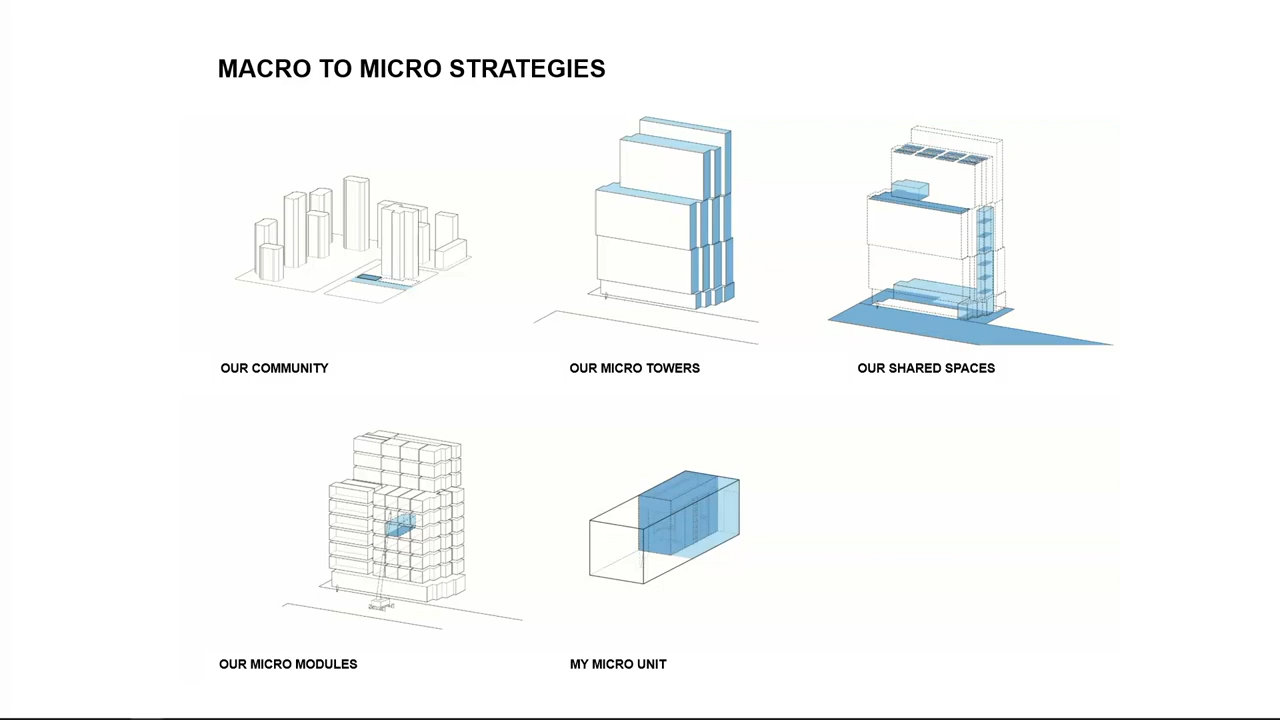 MACRO TO MICRO STRATEGIES
OUR COMMUNITY
OUR MICRO TOWERS
OUR SHARED SPACES
OUR MICRO MODULES
MY MICRO UNIT